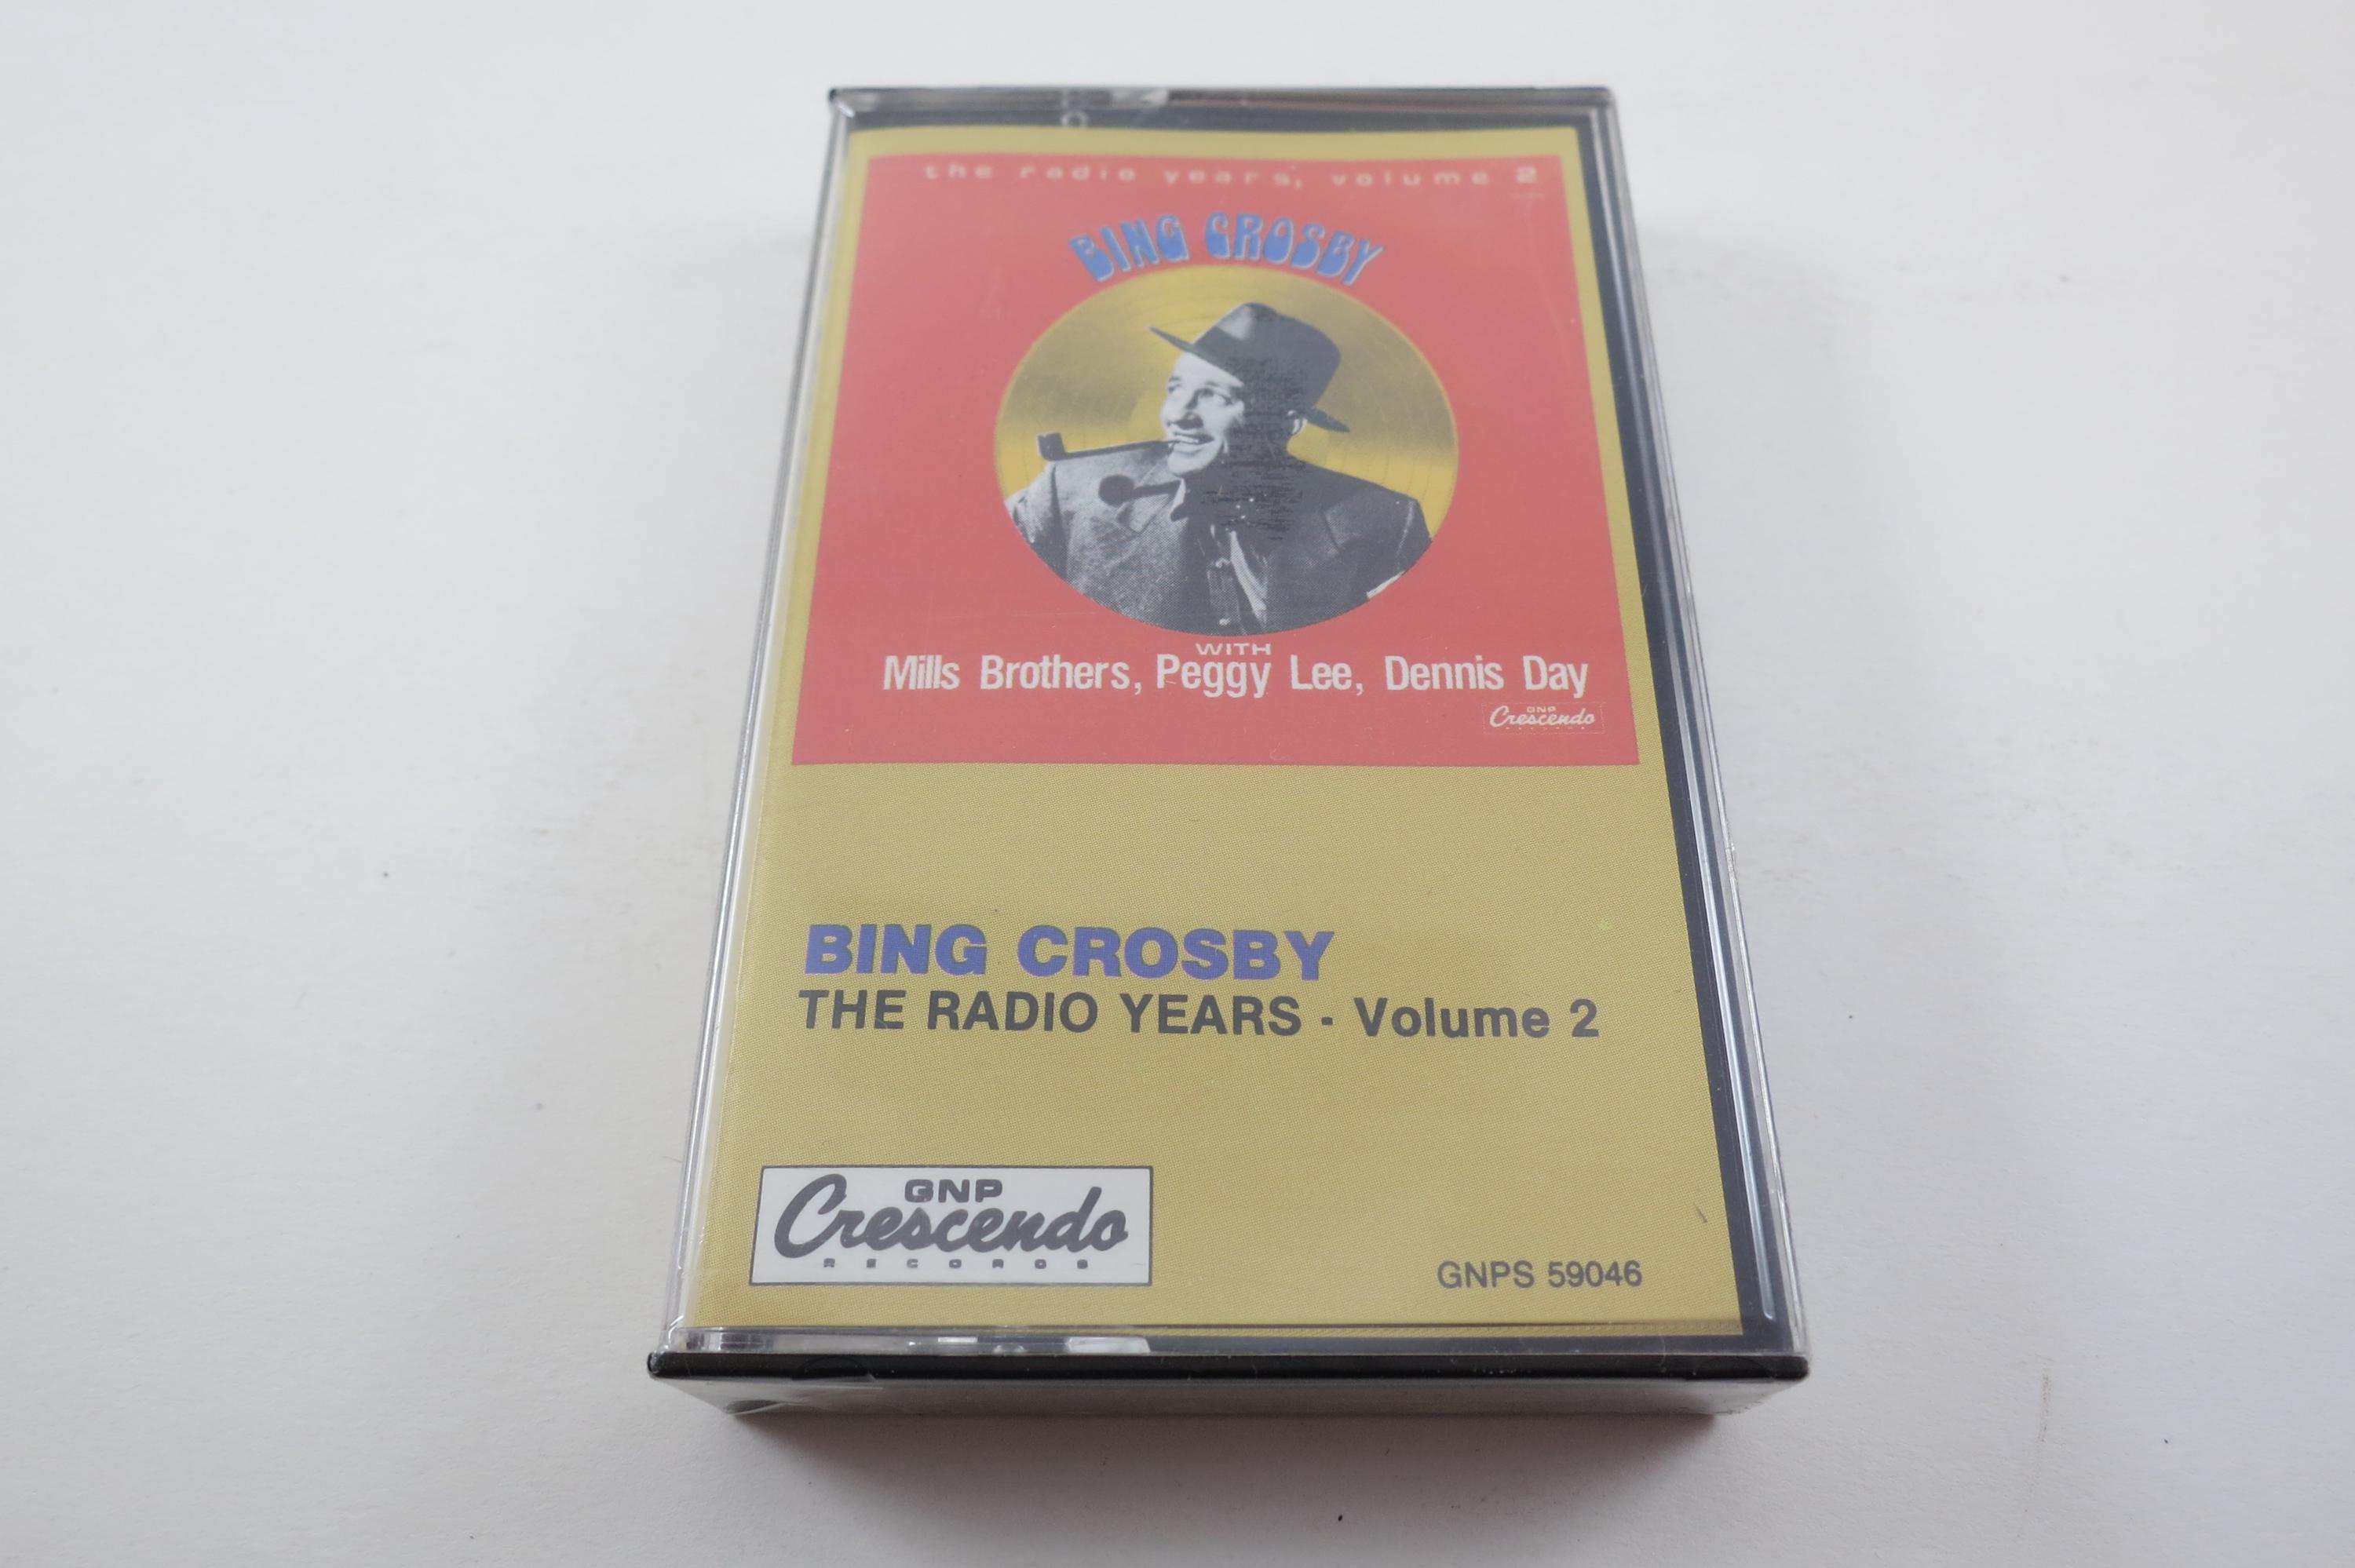 the radio years, volume 2
BING CROSBY
WITH
Mills Brothers, Peggy Lee, Dennis Day
GNP
Crescendo
RECORDS
BING CROSBY
THE RADIO YEARS - Volume 2
GNP
Crescendo
RECORDS
GNPS 59046